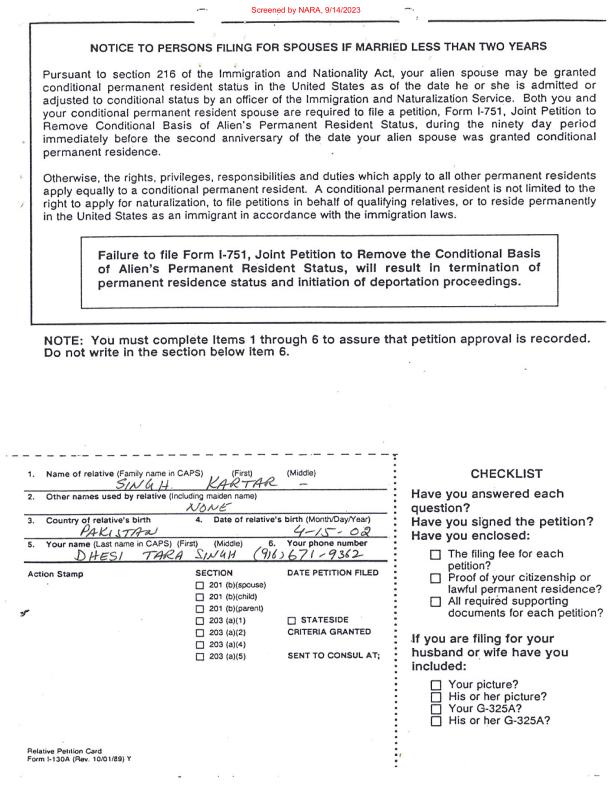 Screened by NARA, 9/14/2023
NOTICE TO PERSONS FILING FOR SPOUSES IF MARRIED LESS THAN TWO YEARS
Pursuant to section 216 of the Immigration and Nationality Act, your alien spouse may be granted
conditional permanent resident status in the United States as of the date he or she is admitted or
adjusted to conditional status by an officer of the Immigration and Naturalization Service. Both you and
your conditional permanent resident spouse are required to file a petition, Form I-751, Joint Petition to
Remove Conditional Basis of Alien's Permanent Resident Status, during the ninety day period
immediately before the second anniversary of the date your alien spouse was granted conditional
permanent residence.
Otherwise, the rights, privileges, responsibilities and duties which apply to all other permanent residents
apply equally to a conditional permanent resident. A conditional permanent resident is not limited to the
right to apply for naturalization, to file petitions in behalf of qualifying relatives, or to reside permanently
in the United States as an immigrant in accordance with the immigration laws.
Failure to file Form I-751, Joint Petition to Remove the Conditional Basis
of Alien's Permanent Resident Status, will result in termination of
permanent residence status and initiation of deportation proceedings.
NOTE: You must complete Items 1 through 6 to assure that petition approval is recorded.
Do not write in the section below item 6.
1. Name of relative (Family name in CAPS) (First) (Middle)
SINGH KARTAR –
2. Other names used by relative (Including maiden name)
NONE
3. Country of relative's birth 4. Date of relative's birth (Month/Day/Year)
PAKISTAN 4-15-02
5. Your name (Last name in CAPS) (First) (Middle) 6. Your phone number
DHESI TARA SINGH (916)671-9362
Action Stamp SECTION DATE PETITION FILED
201 (b)(spouse)
201 (b)(child)
201 (b)(parent)
203 (a)(1) STATESIDE
203 (a)(2) CRITERIA GRANTED
203 (a)(4)
203 (a)(5) SENT TO CONSUL AT;
Relative Petition Card
Form I-130A (Rev. 10/01/89) Y
CHECKLIST
Have you answered each
question?
Have you signed the petition?
Have you enclosed:
The filing fee for each
petition?
Proof of your citizenship or
lawful permanent residence?
All required supporting
documents for each petition?
If you are filing for your
husband or wife have you
included:
Your picture?
His or her picture?
Your G-325A?
His or her G-325A?